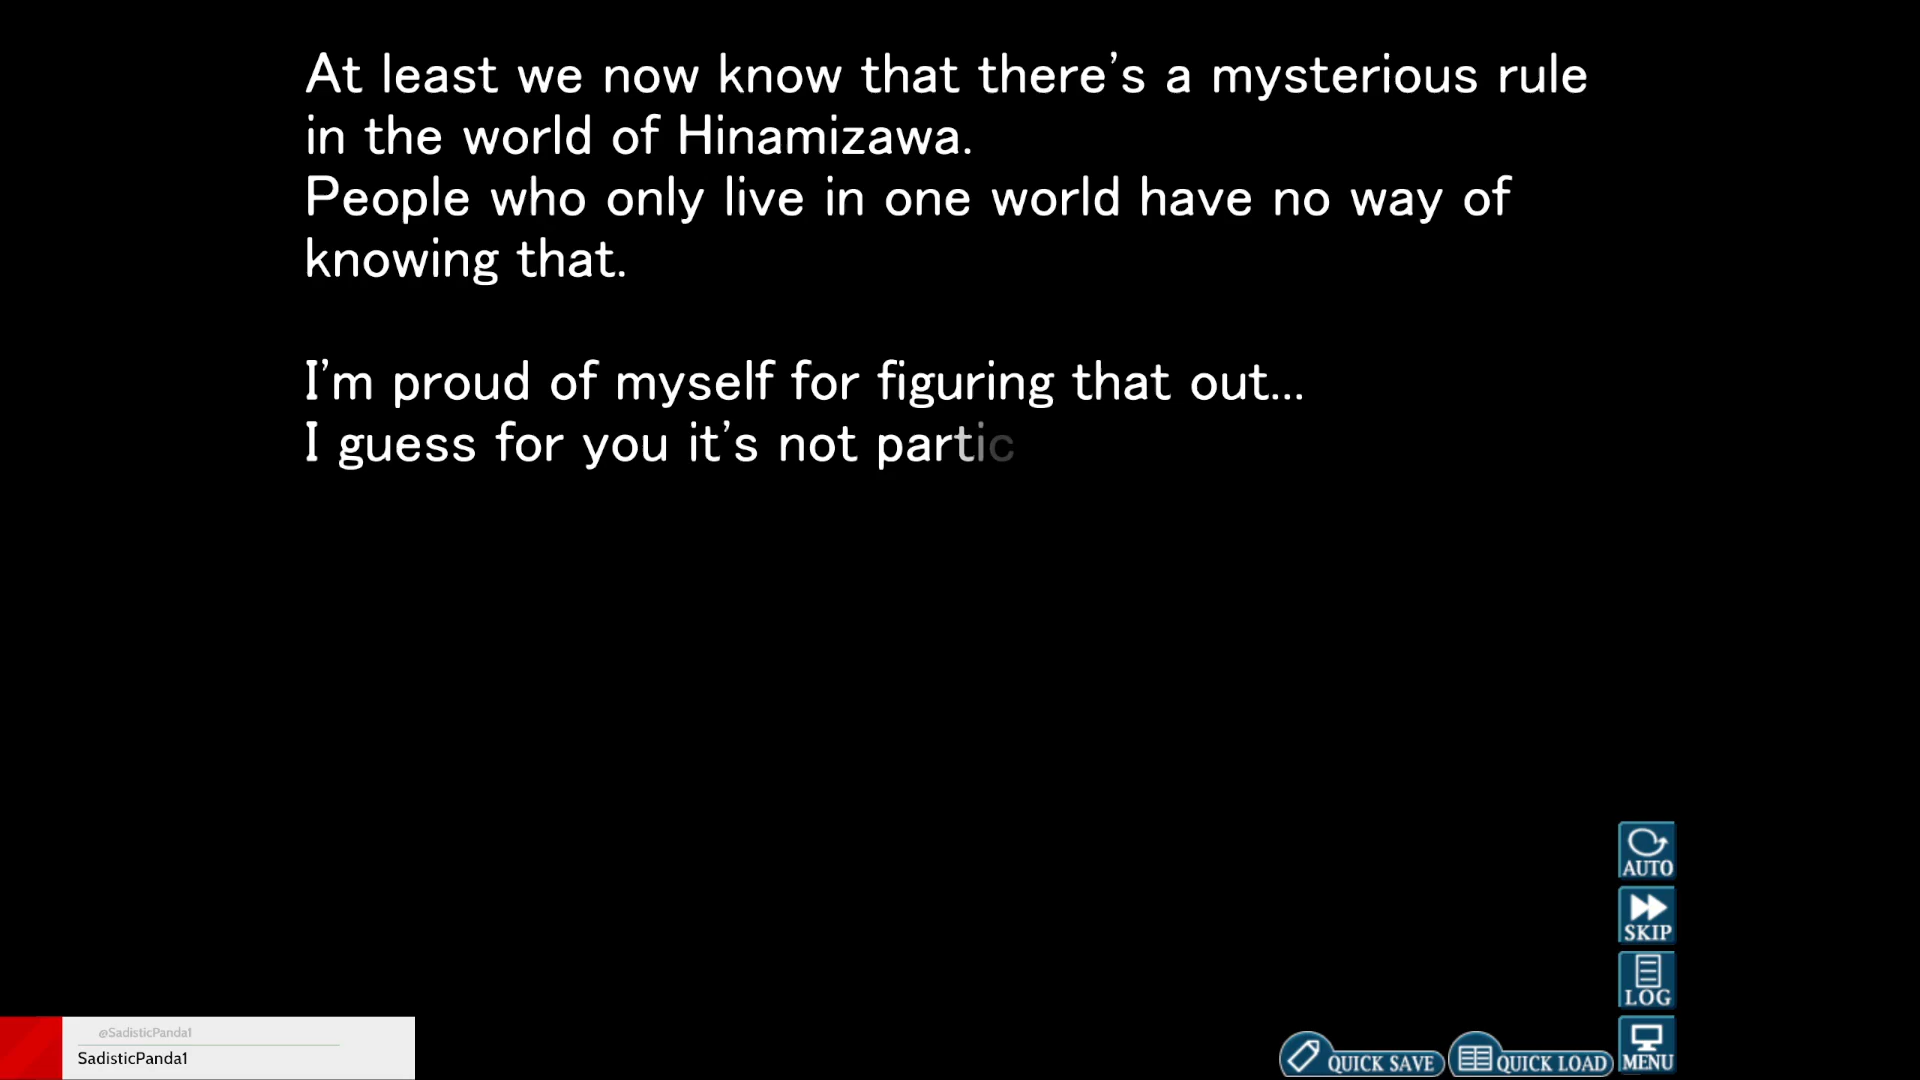 At least we now know that there's a mysterious rule
in the world of Hinamizawa.
People who only live in one world have no way of
knowing that.
I'm proud of myself for figuring that out...
I guess for you it's not partic
AUTO
SKIP
LOG
MENU
QUICK SAVE
QUICK LOAD
@SadisticPanda1
SadisticPanda1